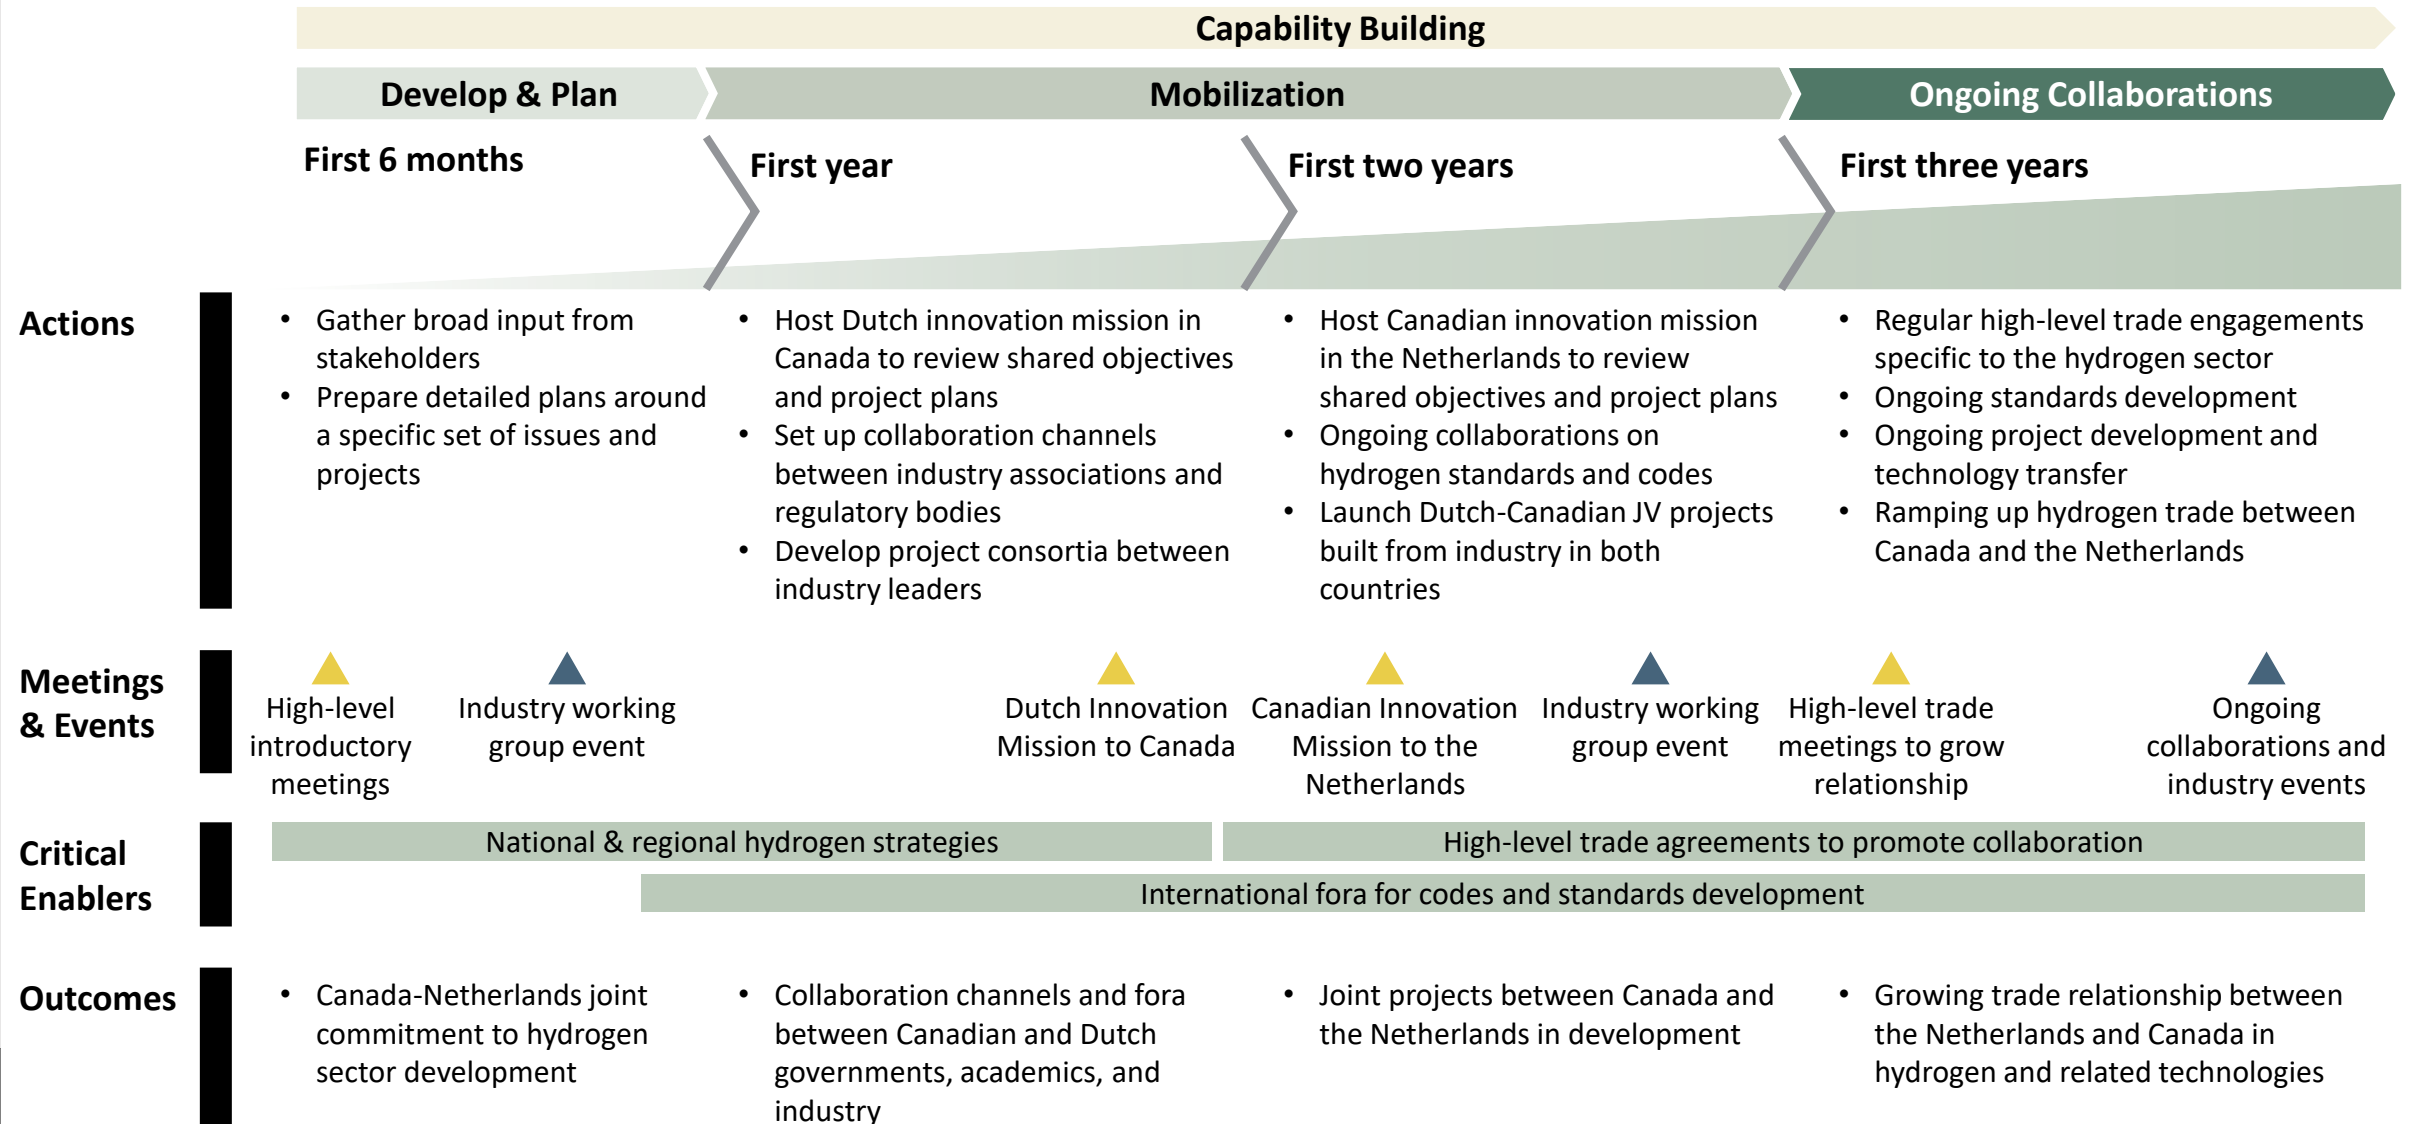 Capability Building
Develop & Plan
Mobilization
Ongoing Collaborations
First 6 months
First year
First two years
First three years
Actions
• Gather broad input from
stakeholders
• Prepare detailed plans around
a specific set of issues and
projects
• Host Dutch innovation mission in
Canada to review shared objectives
and project plans
• Set up collaboration channels
between industry associations and
regulatory bodies
• Develop project consortia between
industry leaders
• Host Canadian innovation mission
in the Netherlands to review
shared objectives and project plans
• Ongoing collaborations on
hydrogen standards and codes
• Launch Dutch-Canadian JV projects
built from industry in both
countries
• Regular high-level trade engagements
specific to the hydrogen sector
• Ongoing standards development
• Ongoing project development and
technology transfer
• Ramping up hydrogen trade between
Canada and the Netherlands
Meetings
& Events
High-level
introductory
meetings
Industry working
group event
Dutch Innovation
Mission to Canada
Canadian Innovation
Mission to the
Netherlands
Industry working
group event
High-level trade
meetings to grow
relationship
Ongoing
collaborations and
industry events
Critical
Enablers
National & regional hydrogen strategies
High-level trade agreements to promote collaboration
International fora for codes and standards development
Outcomes
• Canada-Netherlands joint
commitment to hydrogen
sector development
• Collaboration channels and fora
between Canadian and Dutch
governments, academics, and
industry
• Joint projects between Canada and
the Netherlands in development
• Growing trade relationship between
the Netherlands and Canada in
hydrogen and related technologies